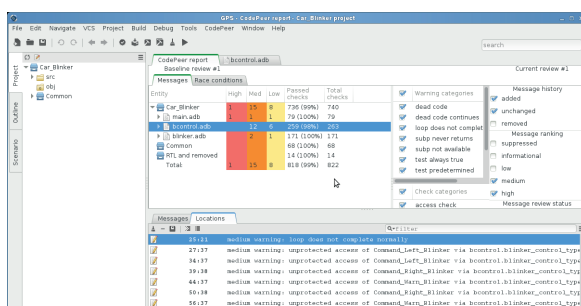 GPS - CodePeer report - Car_Blinker project
File Edit Navigate VCS Project Build Debug Tools CodePeer Window Help
search
Project
Outline
Scenario
Car_Blinker
src
obj
Common
CodePeer report
bcontrol.adb
Baseline review #1
Current review #1
Messages Race conditions
Entity High Med Low Passed checks Total checks
Car_Blinker 1 15 8 736 (99%) 740
main.adb 1 1 1 79 (100%) 79
bcontrol.adb 12 6 259 (98%) 263
blinker.adb 2 1 171 (100%) 171
Common 68 (100%) 68
RTL and removed 14 (100%) 14
Total: 1 15 8 818 (99%) 822
Warning categories
dead code
dead code continues
loop does not complet
subp never returns
subp not available
test always true
test predetermined
Check categories
access check
Message history
added
unchanged
removed
Message ranking
suppressed
informational
low
medium
high
Message review status
Messages Locations
filter
25:21 medium warning: loop does not complete normally
27:37 medium warning: unprotected access of Command_Left_Blinker via bcontrol.blinker_control_type
34:37 medium warning: unprotected access of Command_Left_Blinker via bcontrol.blinker_control_type
39:38 medium warning: unprotected access of Command_Right_Blinker via bcontrol.blinker_control_typ
44:37 medium warning: unprotected access of Command_Warn_Blinker via bcontrol.blinker_control_type
50:38 medium warning: unprotected access of Command_Right_Blinker via bcontrol.blinker_control_typ
56:37 medium warning: unprotected access of Command_Warn_Blinker via bcontrol.blinker_control_type